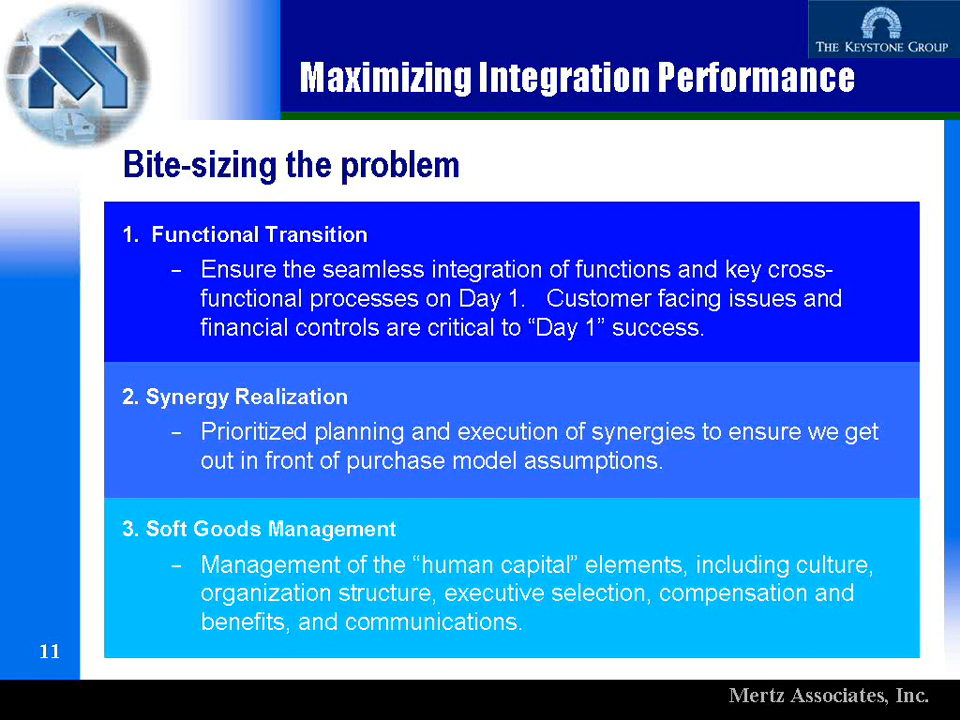 THE KEYSTONE GROUP
Maximizing Integration Performance
Bite-sizing the problem
1. Functional Transition
– Ensure the seamless integration of functions and key cross-
functional processes on Day 1. Customer facing issues and
financial controls are critical to “Day 1” success.
2. Synergy Realization
– Prioritized planning and execution of synergies to ensure we get
out in front of purchase model assumptions.
3. Soft Goods Management
– Management of the “human capital” elements, including culture,
organization structure, executive selection, compensation and
benefits, and communications.
11
Mertz Associates, Inc.